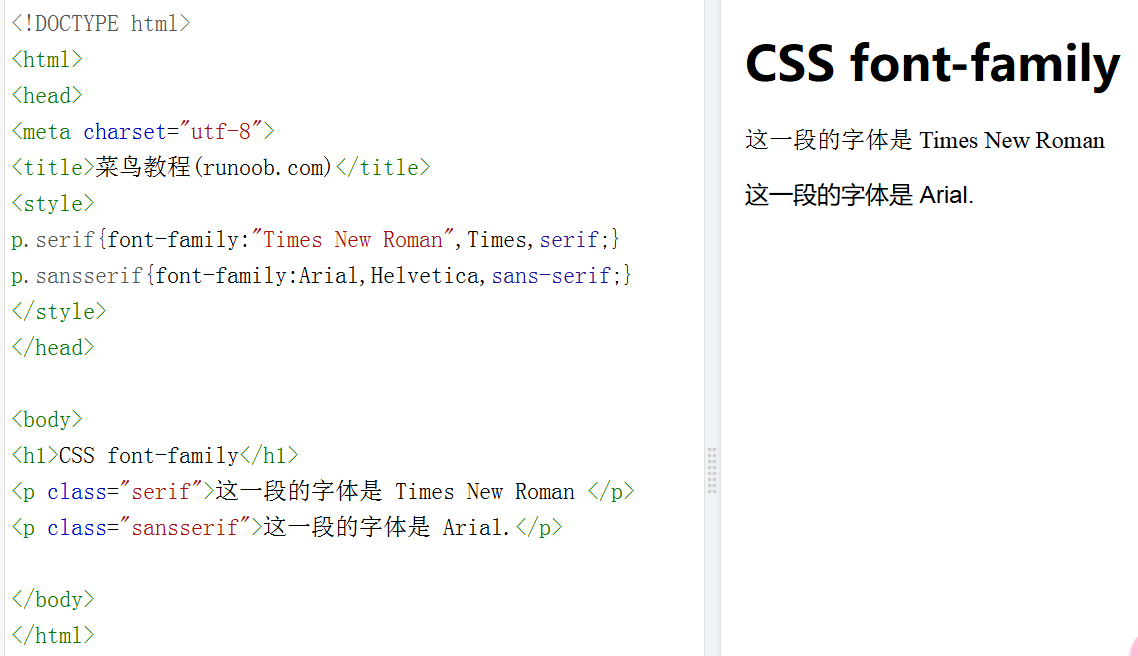 <!DOCTYPE html>
<html>
<head>
<meta charset="utf-8">
<title>菜鸟教程(runoob.com)</title>
<style>
p.serif{font-family:"Times New Roman",Times,serif;}
p.sansserif{font-family:Arial,Helvetica,sans-serif;}
</style>
</head>
<body>
<h1>CSS font-family</h1>
<p class="serif">这一段的字体是 Times New Roman </p>
<p class="sansserif">这一段的字体是 Arial.</p>
</body>
</html>
CSS font-family
这一段的字体是 Times New Roman
这一段的字体是 Arial.